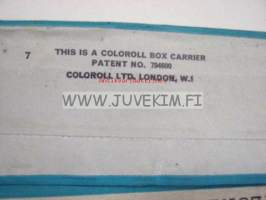 7
THIS IS A COLOROLL BOX CARRIER
PATENT NO. 794600
COLOROLL LTD. LONDON, W.1
WWW.JUVEKIM.FI